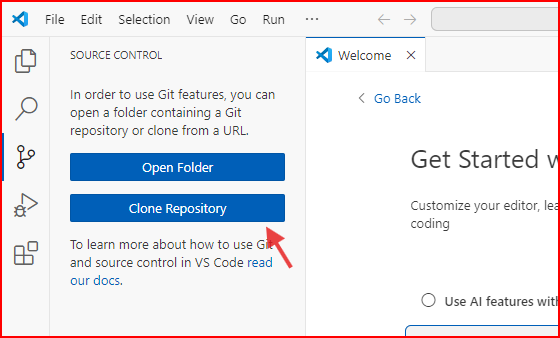 File Edit Selection View Go Run ...
SOURCE CONTROL
Welcome
In order to use Git features, you can
open a folder containing a Git
repository or clone from a URL.
Open Folder
Clone Repository
To learn more about how to use Git
and source control in VS Code read
our docs.
Go Back
Get Started
Customize your editor,
coding
Use AI features